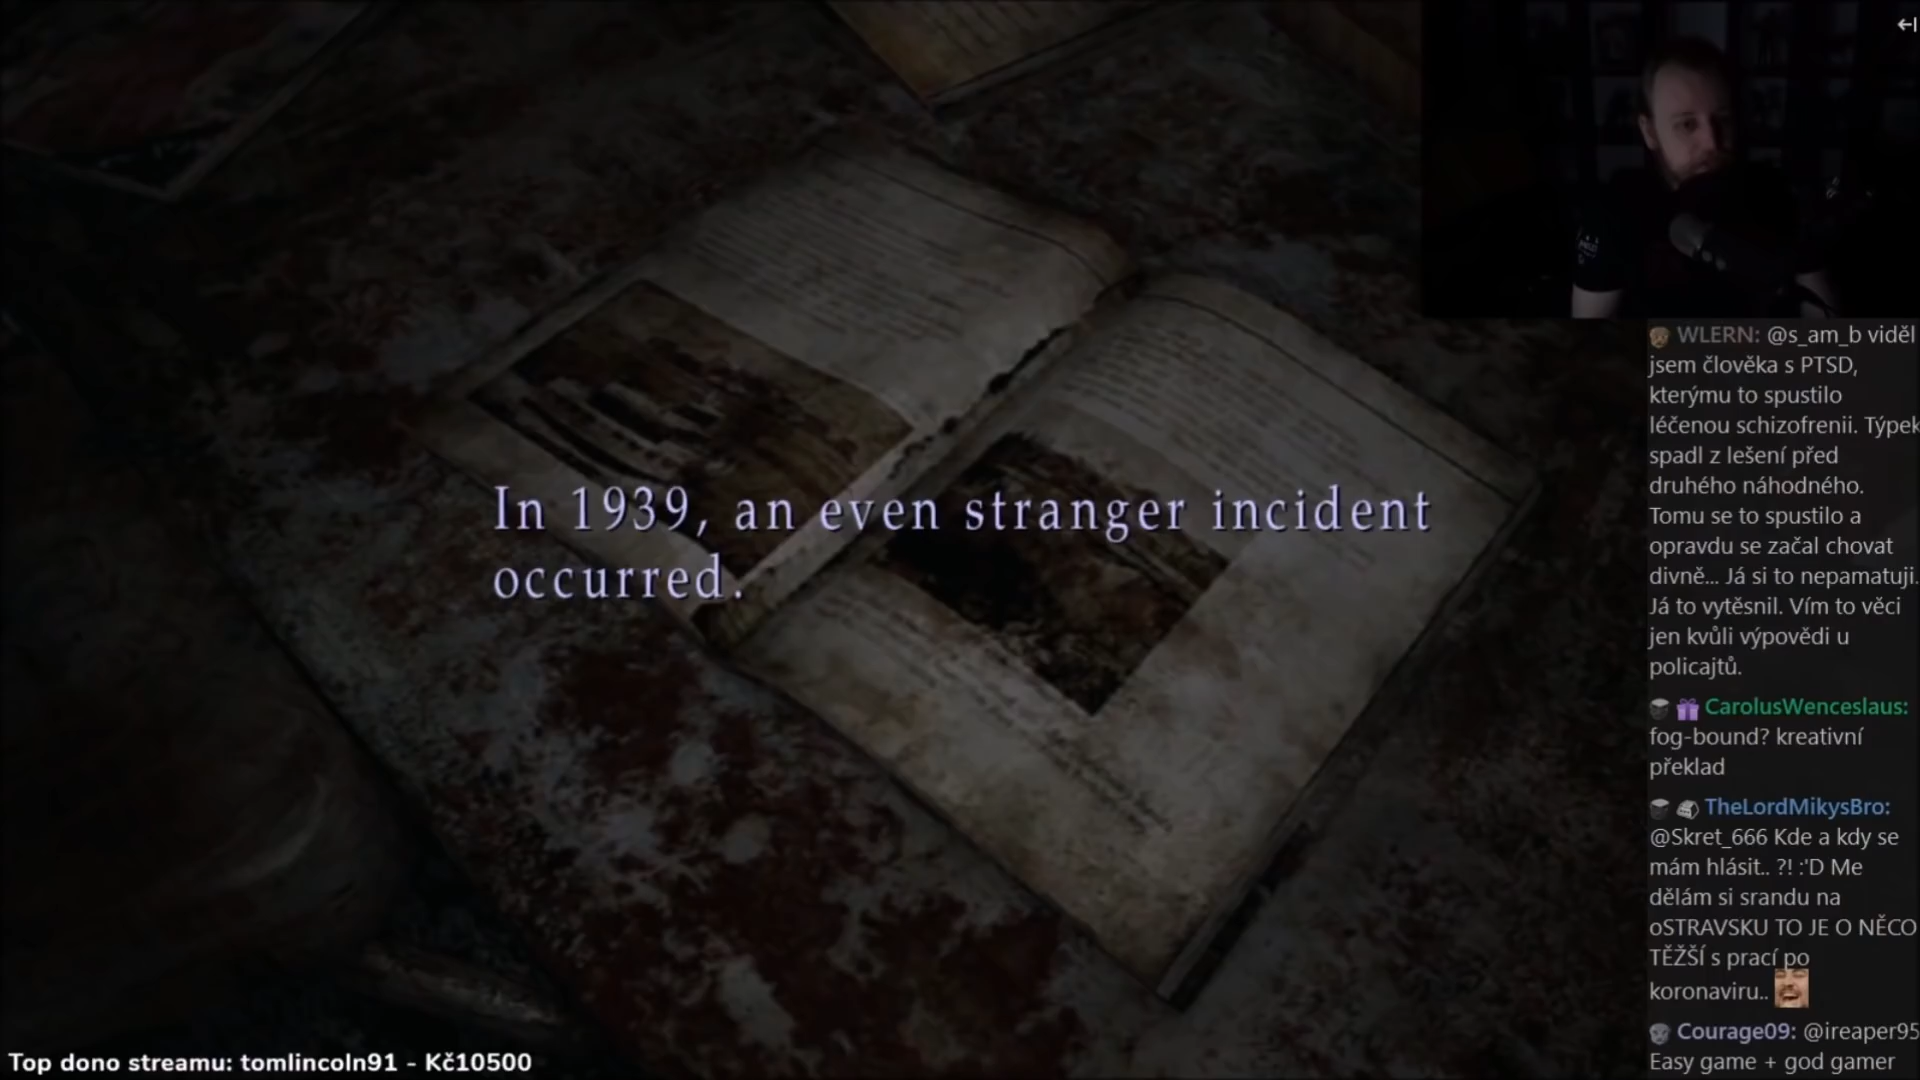 In 1939, an even stranger incident
occurred.
WLERN: @s_am_b viděl
jsem člověka s PTSD,
kterýmu to spustilo
léčenou schizofrenii. Týpek
spadl z lešení před
druhého náhodného.
Tomu se to spustilo a
opravdu se začal chovat
divně... Já si to nepamatuji.
Já to vytěsnil. Vím to věci
jen kvůli výpovědi u
policajtů.
CarolusWenceslaus:
fog-bound? kreativní
překlad
TheLordMikysBro:
@Skret_666 Kde a kdy se
mám hlásit.. ?! :'D Me
dělám si srandu na
oSTRAVSKU TO JE O NĚCO
TĚŽŠÍ s prací po
koronaviru..
Courage09: @ireaper95
Easy game + god gamer
Top dono streamu: tomlincoln91 - Kč10500